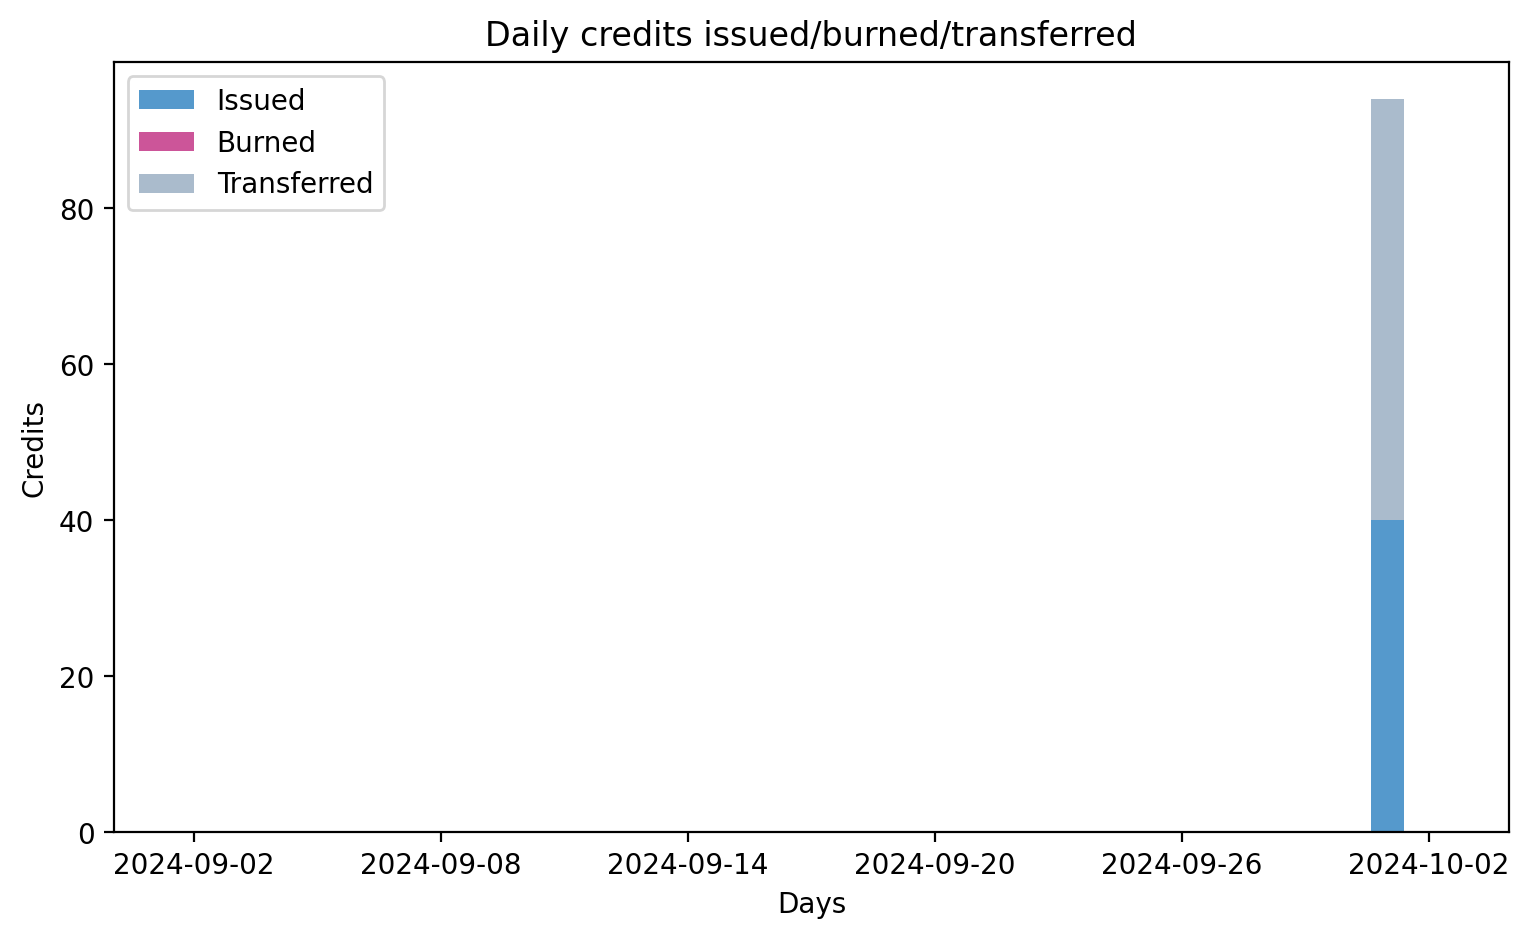 Daily credits issued/burned/transferred
Issued
Burned
Transferred
80
60
40
20
0
Credits
2024-09-02 2024-09-08 2024-09-14 2024-09-20 2024-09-26 2024-10-02
Days